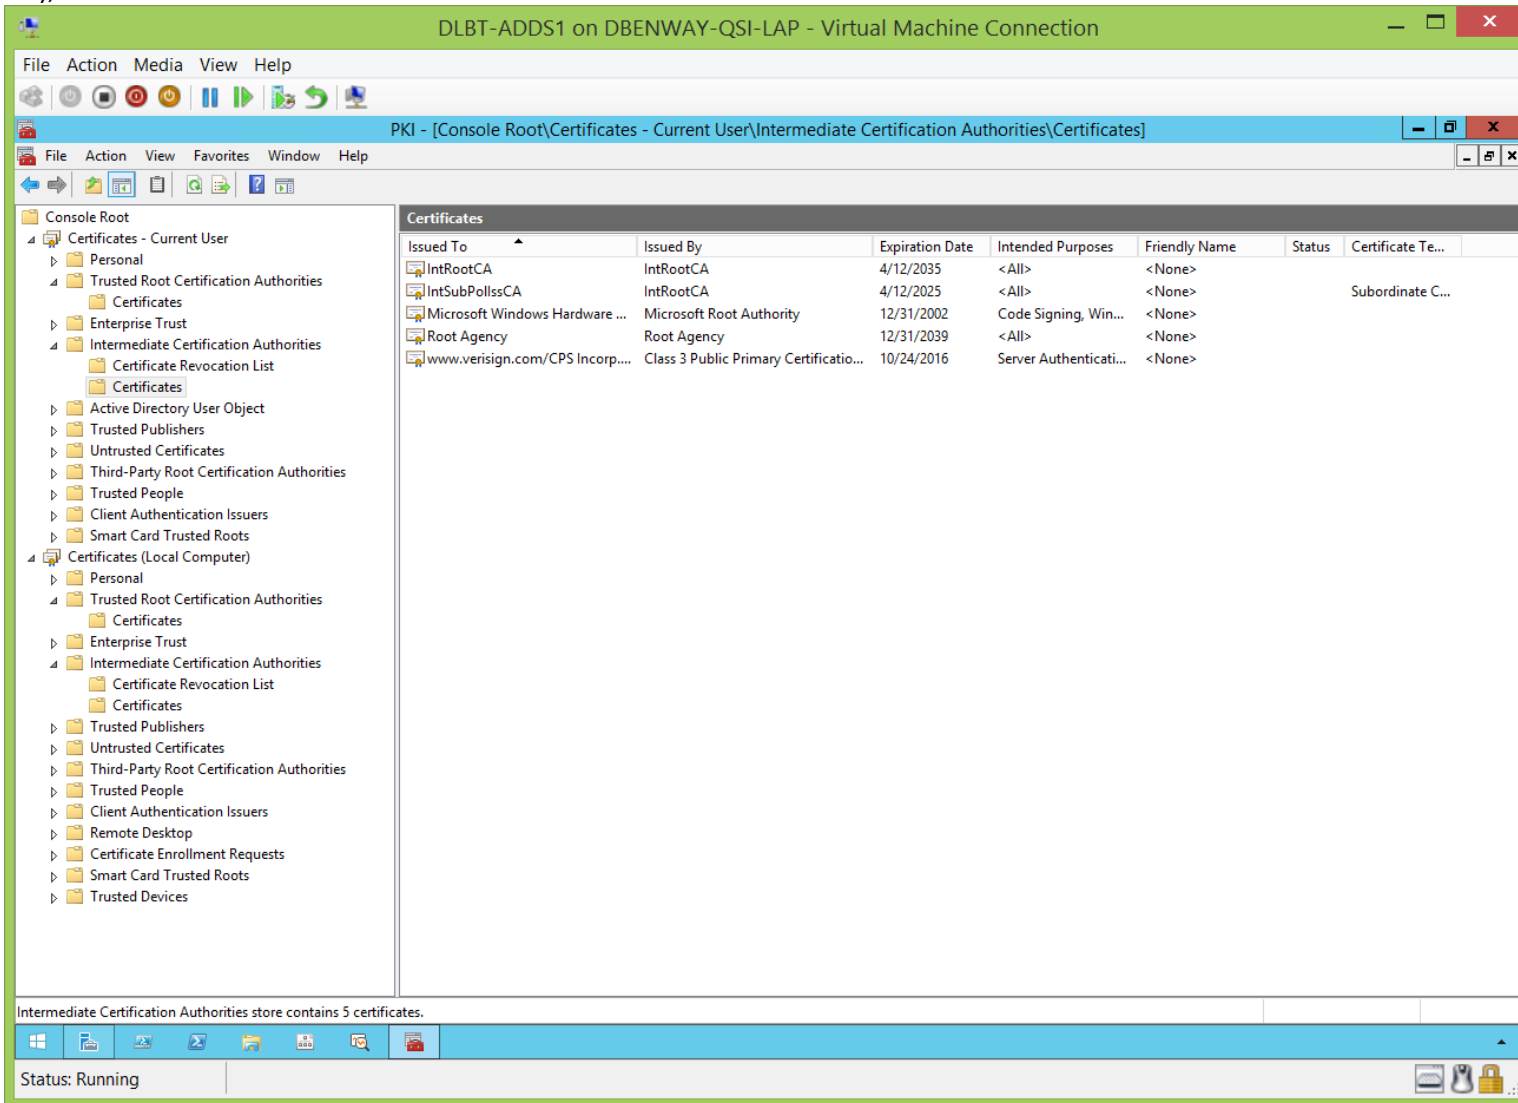 DLBT-ADDS1 on DBENWAY-QSI-LAP - Virtual Machine Connection
File Action Media View Help
PKI - [Console Root\Certificates - Current User\Intermediate Certification Authorities\Certificates]
File Action View Favorites Window Help
Console Root
Certificates - Current User
Personal
Trusted Root Certification Authorities
Certificates
Enterprise Trust
Intermediate Certification Authorities
Certificate Revocation List
Certificates
Active Directory User Object
Trusted Publishers
Untrusted Certificates
Third-Party Root Certification Authorities
Trusted People
Client Authentication Issuers
Smart Card Trusted Roots
Certificates (Local Computer)
Personal
Trusted Root Certification Authorities
Certificates
Enterprise Trust
Intermediate Certification Authorities
Certificate Revocation List
Certificates
Trusted Publishers
Untrusted Certificates
Third-Party Root Certification Authorities
Trusted People
Client Authentication Issuers
Remote Desktop
Certificate Enrollment Requests
Smart Card Trusted Roots
Trusted Devices
Certificates
Issued To Issued By Expiration Date Intended Purposes Friendly Name Status Certificate Te...
IntRootCA IntRootCA 4/12/2035 <All> <None>
IntSubPolIssCA IntRootCA 4/12/2025 <All> <None> Subordinate C...
Microsoft Windows Hardware ... Microsoft Root Authority 12/31/2002 Code Signing, Win... <None>
Root Agency Root Agency 12/31/2039 <All> <None>
www.verisign.com/CPS Incorp.... Class 3 Public Primary Certificatio... 10/24/2016 Server Authenticati... <None>
Intermediate Certification Authorities store contains 5 certificates.
Status: Running